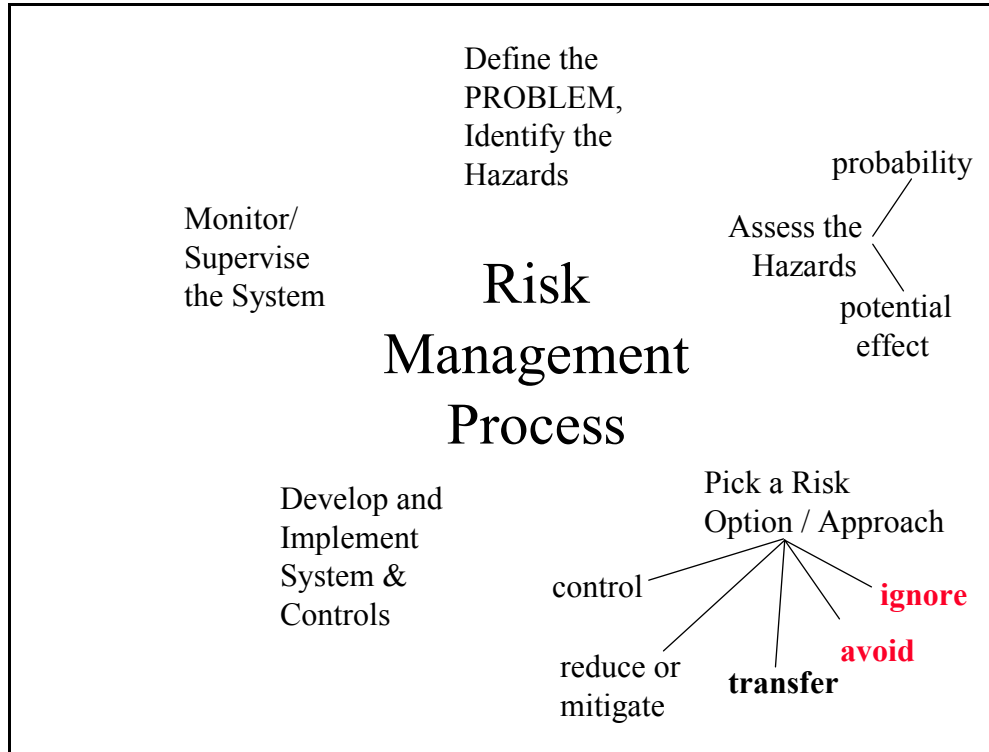 Define the
PROBLEM,
Identify the
Hazards
probability
Assess the
Hazards
potential
effect
Monitor/
Supervise
the System
Risk
Management
Process
Pick a Risk
Option / Approach
control
reduce or
mitigate
transfer
avoid
ignore
Develop and
Implement
System &
Controls